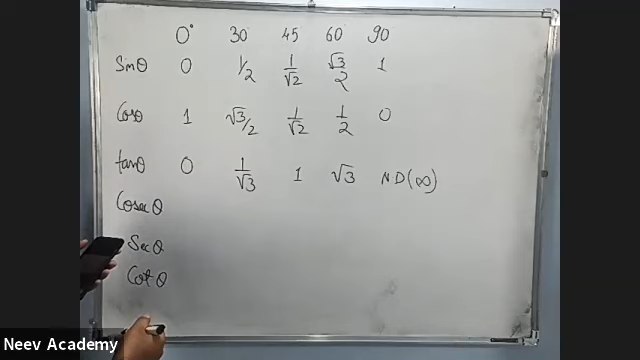 0° 30 45 60 90
Sinθ 0 1/2 1/√2 √3/2 1
Cosθ 1 √3/2 1/√2 1/2 0
tanθ 0 1/√3 1 √3 ND(∞)
Cosec θ
Sec θ
Cot θ
Neev Academy